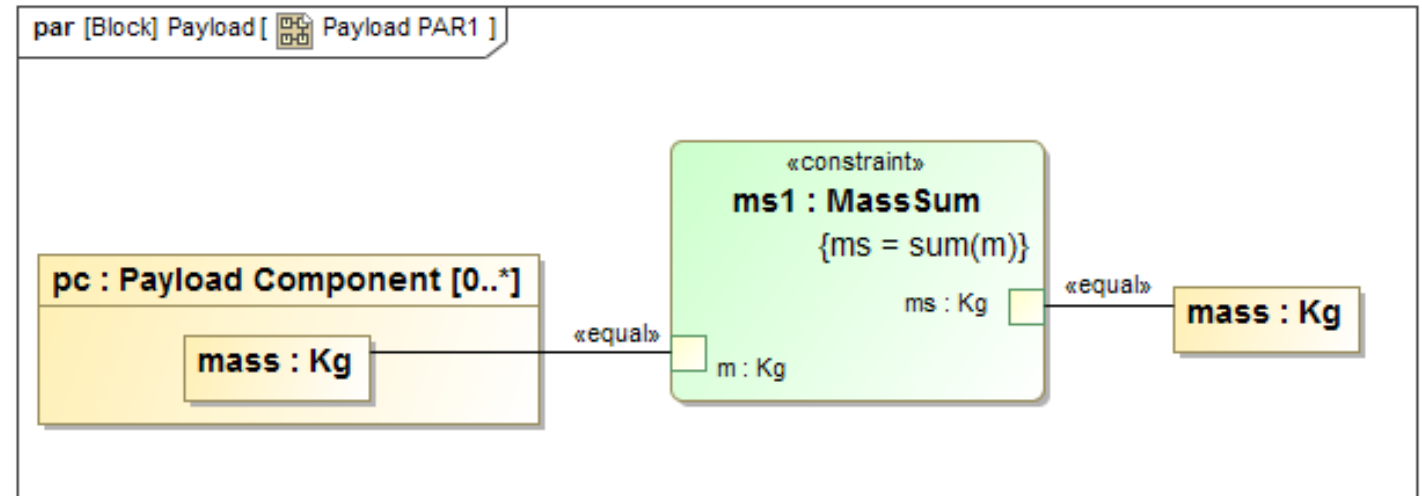 par [Block] Payload [ Payload PAR1 ]
«constraint»
ms1 : MassSum
{ms = sum(m)}
pc : Payload Component [0..*]
ms : Kg
«equal»
mass : Kg
«equal»
mass : Kg
m : Kg